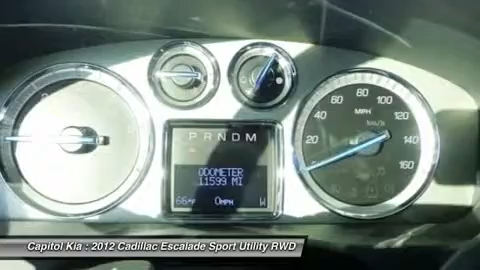 60 80 100
MPH
40 120
km/h
20 140
160
P R N D M
ODOMETER
11599 MI
66°F 0MPH W
Capitol Kia : 2012 Cadillac Escalade Sport Utility RWD